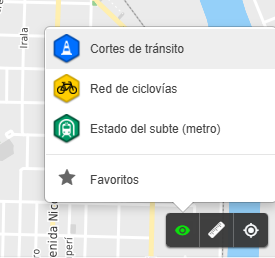 Irala
Cortes de tránsito
Red de ciclovías
Estado del subte (metro)
Favoritos